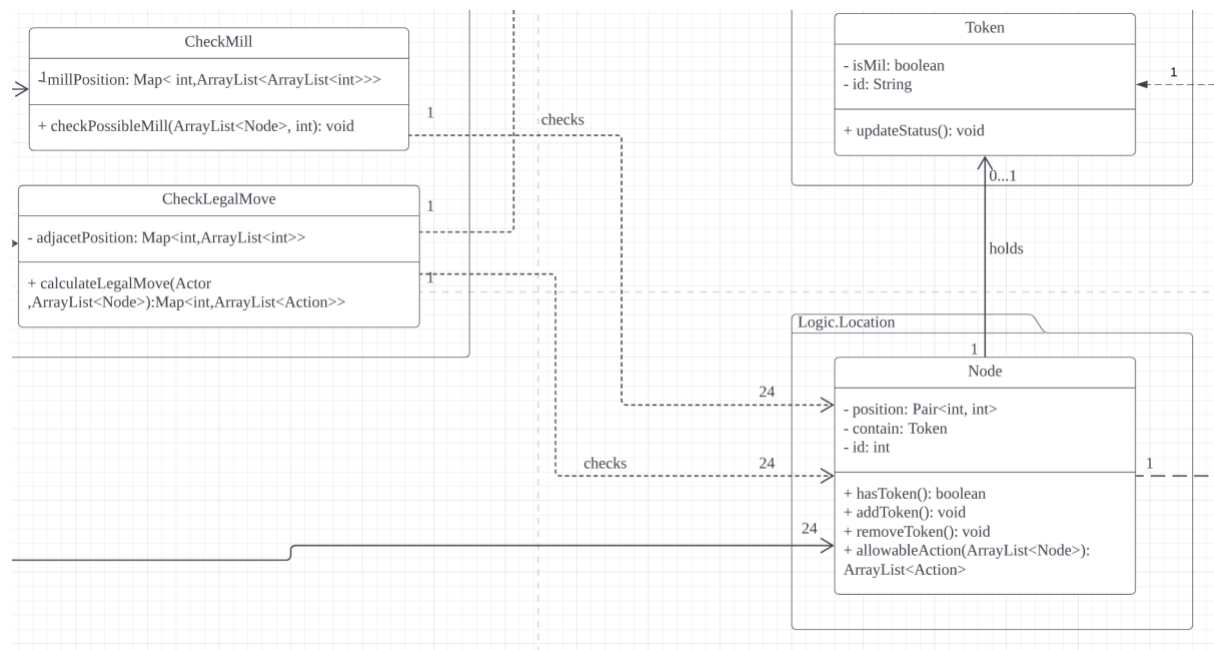 CheckMill
1
-millPosition: Map< int,ArrayList<ArrayList<int>>>
+ checkPossibleMill(ArrayList<Node>, int): void
1
checks
CheckLegalMove
- adjacetPosition: Map<int,ArrayList<int>>
+ calculateLegalMove(Actor
,ArrayList<Node>):Map<int,ArrayList<Action>>
1
1
checks
24
24
24
Token
- isMil: boolean
- id: String
+ updateStatus(): void
1
0...1
holds
1
Logic.Location
Node
- position: Pair<int, int>
- contain: Token
- id: int
+ hasToken(): boolean
+ addToken(): void
+ removeToken(): void
+ allowableAction(ArrayList<Node>):
ArrayList<Action>
1